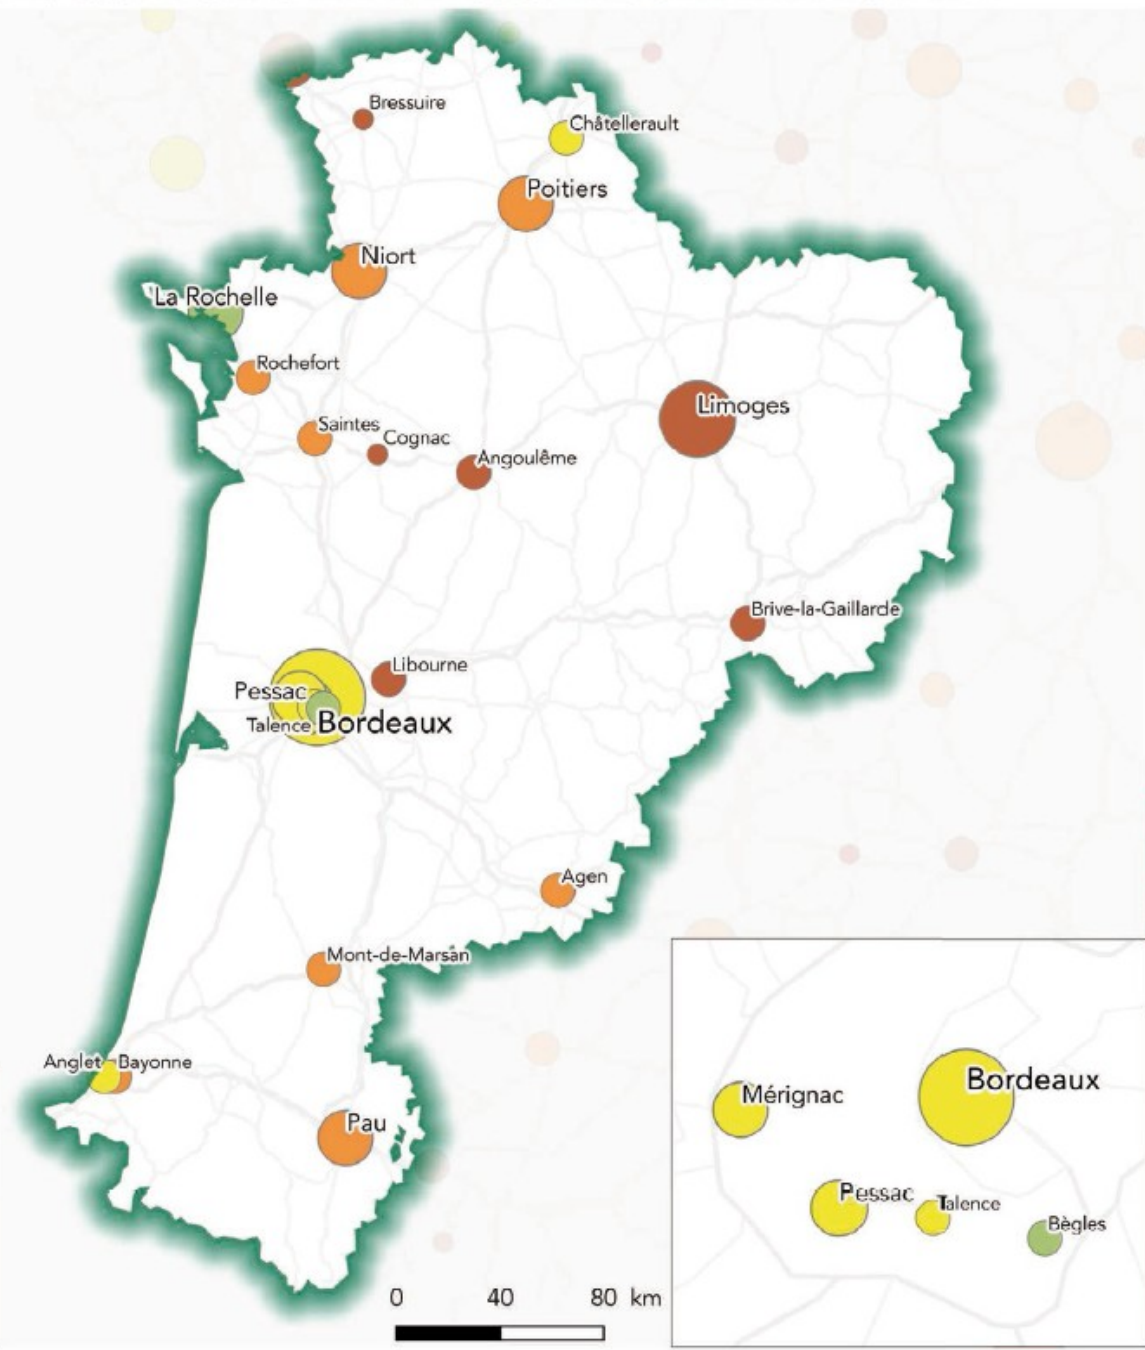 Bressuire
Châtellerault
Poitiers
Niort
La Rochelle
Rochefort
Limoges
Saintes
Cognac
Angoulême
Brive-la-Gaillarde
Libourne
Pessac
Talence
Bordeaux
Agen
Mont-de-Marsan
Anglet
Bayonne
Pau
Bordeaux
Mérignac
Pessac
Talence
Bègles
0 40 80 km